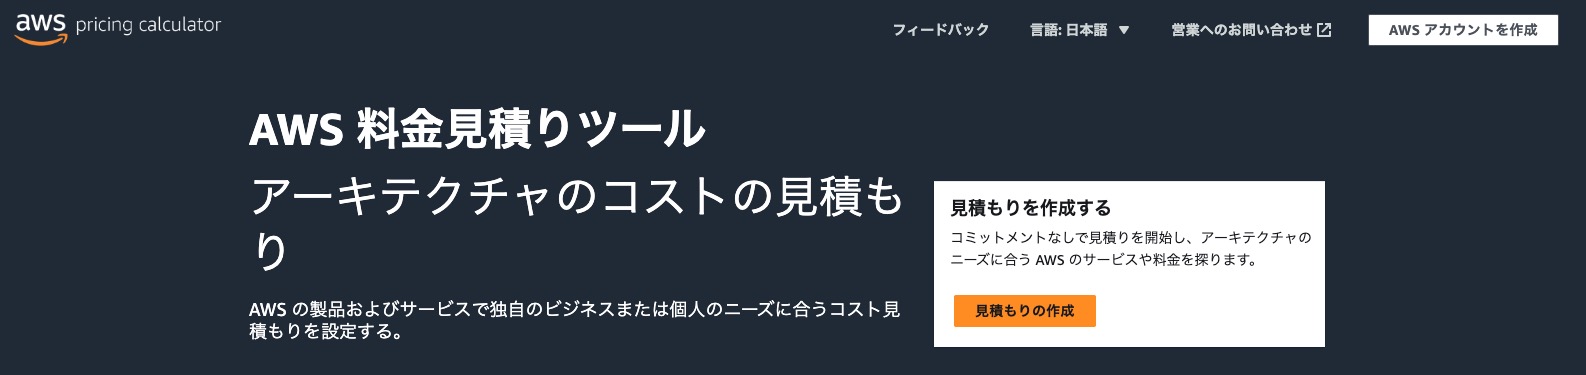 aws pricing calculator
フィードバック 言語: 日本語 営業へのお問い合わせ AWS アカウントを作成
AWS 料金見積りツール
アーキテクチャのコストの見積も
り
AWS の製品およびサービスで独自のビジネスまたは個人のニーズに合うコスト見
積もりを設定する。
見積もりを作成する
コミットメントなしで見積りを開始し、アーキテクチャの
ニーズに合う AWS のサービスや料金を探ります。
見積もりの作成